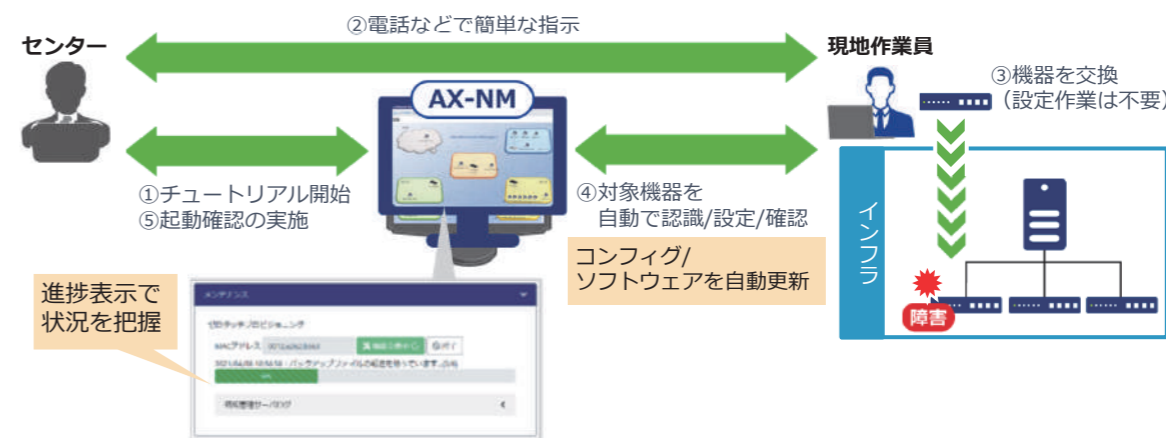 ②電話などで簡単な指示
センター
現地作業員
③機器を交換
（設定作業は不要）
AX-NM
①チュートリアル開始
⑤起動確認の実施
④対象機器を
自動で認識/設定/確認
コンフィグ/
ソフトウェアを自動更新
インフラ
障害
進捗表示で
状況を把握
メンテナンス
ゼロタッチプロビジョニング
MACアドレス